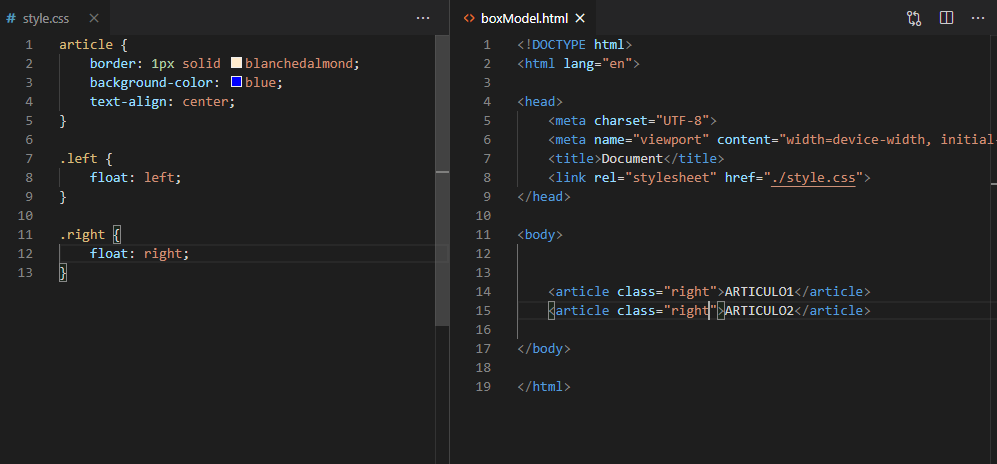 # style.css ×
1 article {
2 border: 1px solid blanchedalmond;
3 background-color: blue;
4 text-align: center;
5 }
6
7 .left {
8 float: left;
9 }
10
11 .right {
12 float: right;
13 }
<> boxModel.html ×
1 <!DOCTYPE html>
2 <html lang="en">
3
4 <head>
5 <meta charset="UTF-8">
6 <meta name="viewport" content="width=device-width, initial-
7 <title>Document</title>
8 <link rel="stylesheet" href="./style.css">
9 </head>
10
11 <body>
12
13
14 <article class="right">ARTICULO1</article>
15 <article class="right">ARTICULO2</article>
16
17 </body>
18
19 </html>